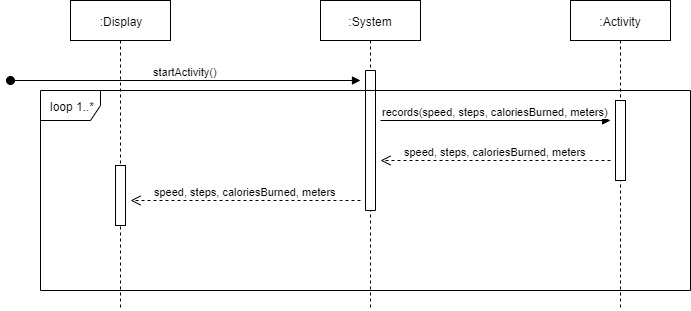 :Display
:System
:Activity
startActivity()
loop 1..*
records(speed, steps, caloriesBurned, meters)
speed, steps, caloriesBurned, meters
speed, steps, caloriesBurned, meters